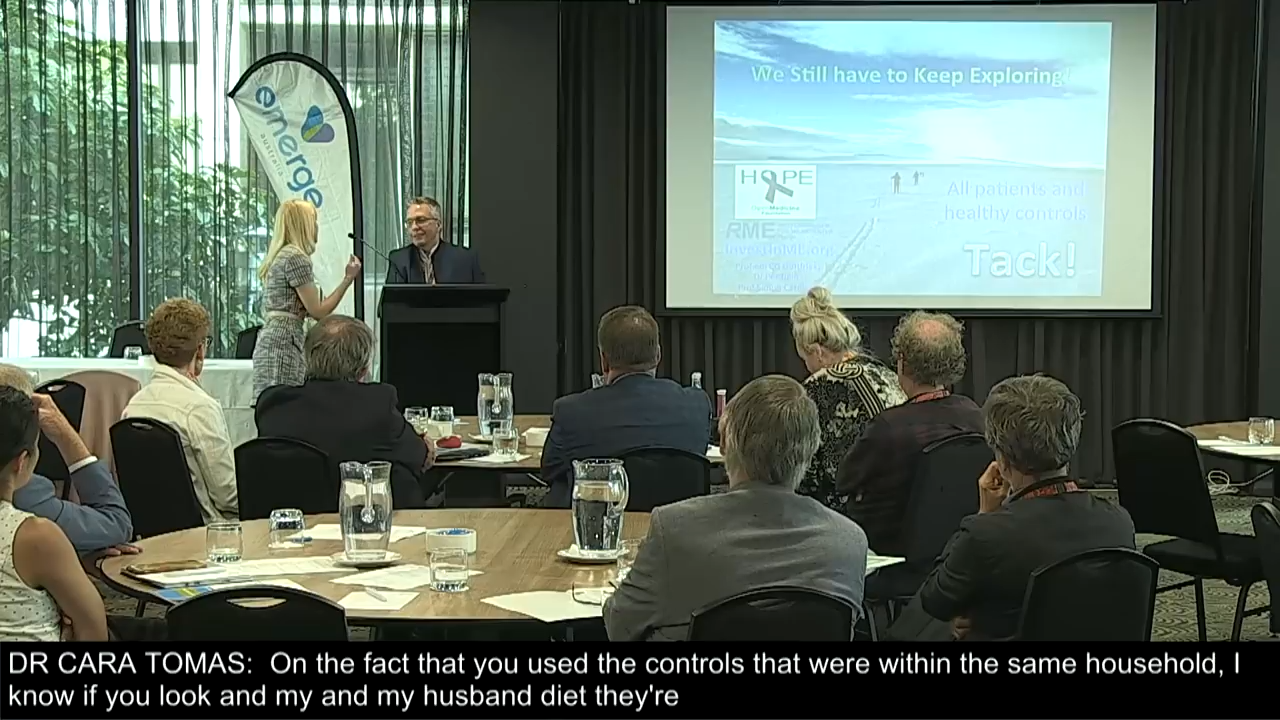 emerge
australia
We Still have to Keep Exploring!
HOPE
All patients and
healthy controls
RME
Tack!
DR CARA TOMAS:  On the fact that you used the controls that were within the same household, I
know if you look and my and my husband diet they're